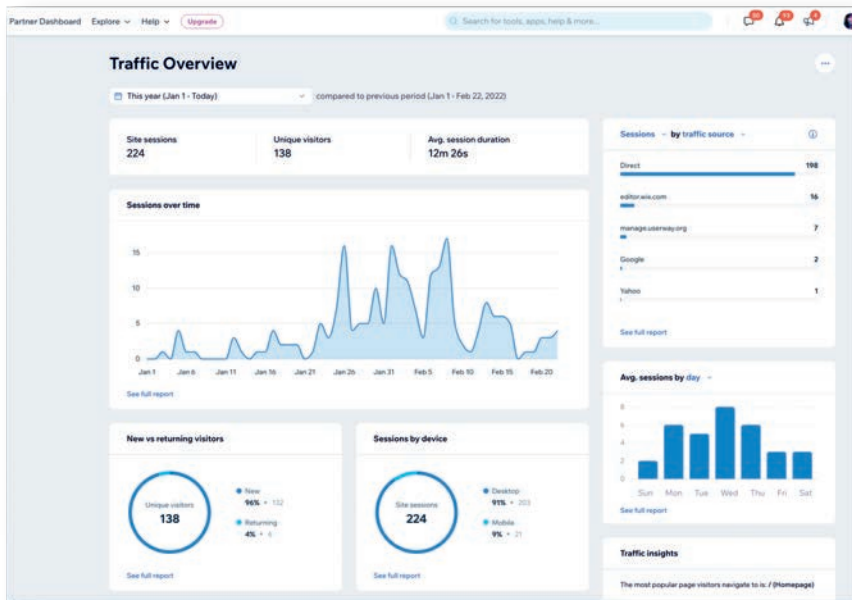 Partner Dashboard Explore Help Upgrade Search for tools, apps, help & more...
Traffic Overview
This year (Jan 1 - Today) compared to previous period (Jan 1 - Feb 22, 2022)
Site sessions Unique visitors Avg. session duration
224 138 12m 26s
Sessions over time
15
10
5
0
Jan 1 Jan 6 Jan 11 Jan 16 Jan 21 Jan 26 Jan 31 Feb 5 Feb 10 Feb 15 Feb 20
See full report
New vs returning visitors
Unique visitors
138
New
96% • 132
Returning
4% • 6
See full report
Sessions by device
Site sessions
224
Desktop
91% • 203
Mobile
9% • 21
See full report
Sessions by traffic source
Direct 198
editor.wix.com 16
manage.userway.org 7
Google 2
Yahoo 1
See full report
Avg. sessions by day
8
6
4
2
0
Sun Mon Tue Wed Thu Fri Sat
See full report
Traffic insights
The most popular page visitors navigate to is: / (Homepage)